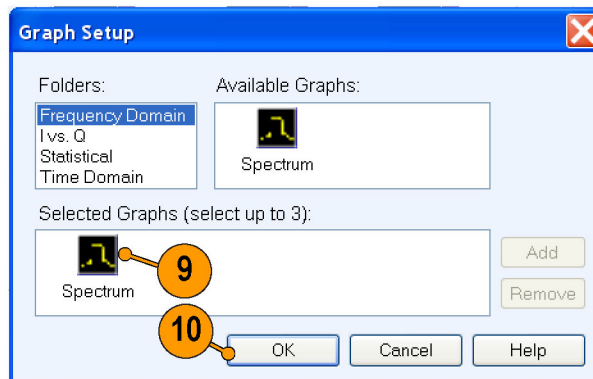 Graph Setup
Folders:
Available Graphs:
Frequency Domain
I vs. Q
Statistical
Time Domain
Spectrum
Selected Graphs (select up to 3):
Spectrum
9
Add
Remove
10
OK
Cancel
Help